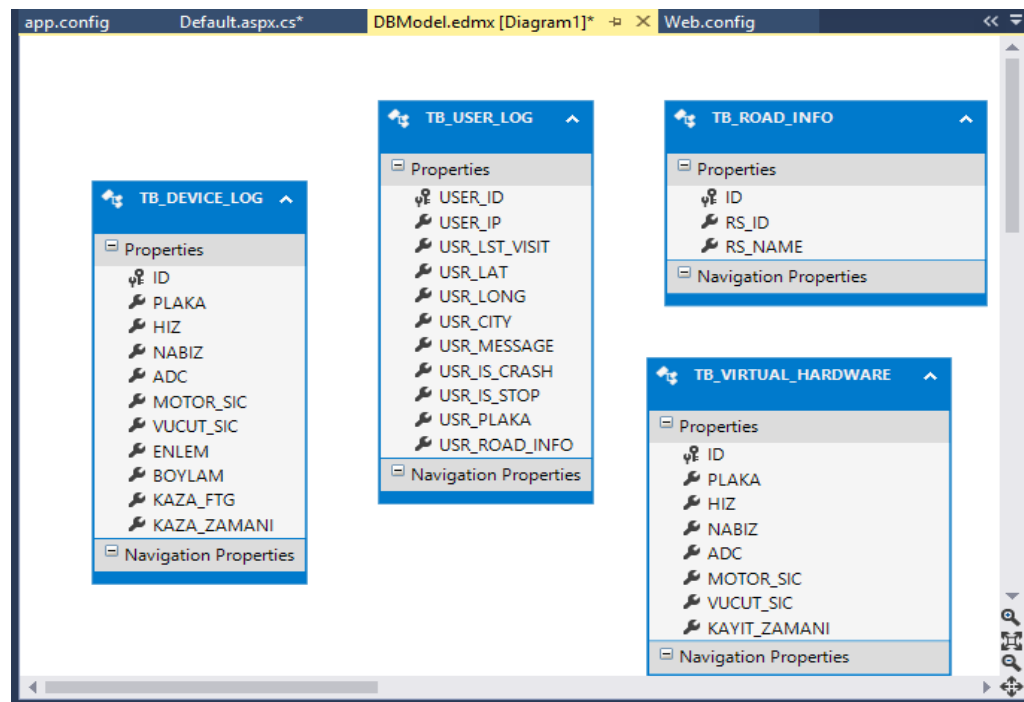 app.config Default.aspx.cs* DBModel.edmx [Diagram1]* Web.config
TB_DEVICE_LOG
Properties
ID
PLAKA
HIZ
NABIZ
ADC
MOTOR_SIC
VUCUT_SIC
ENLEM
BOYLAM
KAZA_FTG
KAZA_ZAMANI
Navigation Properties
TB_USER_LOG
Properties
USER_ID
USER_IP
USR_LST_VISIT
USR_LAT
USR_LONG
USR_CITY
USR_MESSAGE
USR_IS_CRASH
USR_IS_STOP
USR_PLAKA
USR_ROAD_INFO
Navigation Properties
TB_ROAD_INFO
Properties
ID
RS_ID
RS_NAME
Navigation Properties
TB_VIRTUAL_HARDWARE
Properties
ID
PLAKA
HIZ
NABIZ
ADC
MOTOR_SIC
VUCUT_SIC
KAYIT_ZAMANI
Navigation Properties